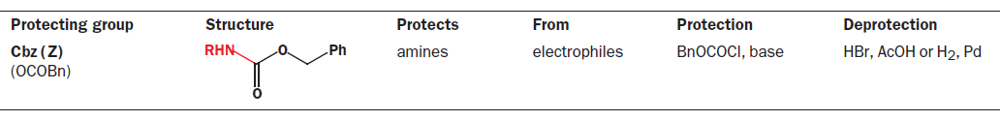 Protecting group Structure Protects From Protection Deprotection
Cbz (Z) RHN O Ph amines electrophiles BnOCOCl, base HBr, AcOH or H2, Pd
(OCOBn)
O